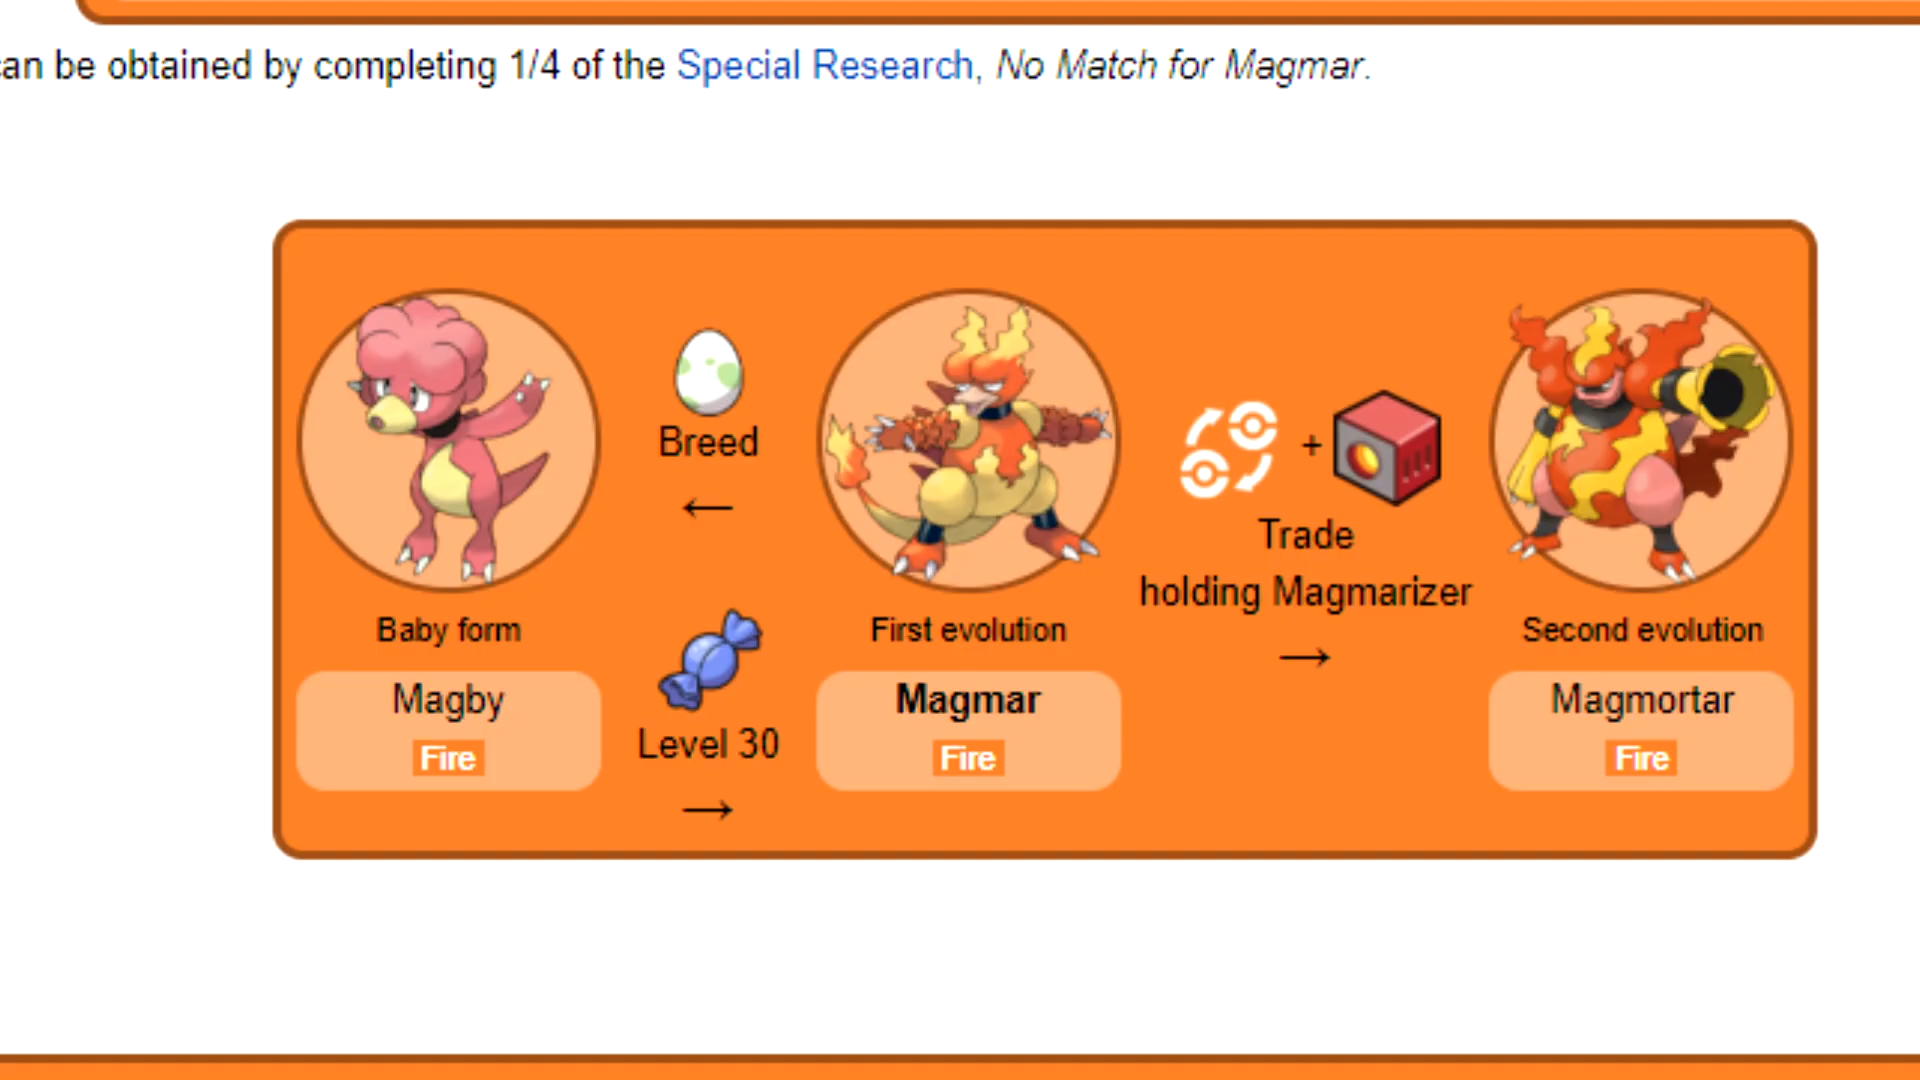 can be obtained by completing 1/4 of the Special Research, No Match for Magmar.
Breed
←
+
Trade
holding Magmarizer
→
Baby form
First evolution
Second evolution
Magby
Fire
Level 30
→
Magmar
Fire
Magmortar
Fire